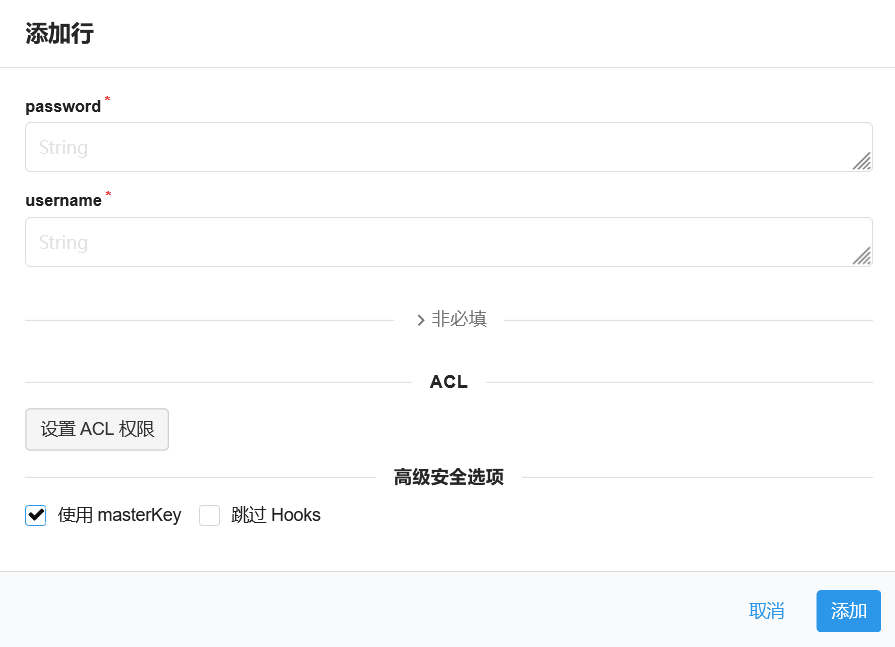 添加行
password *
String
username *
String
非必填
ACL
设置 ACL 权限
高级安全选项
使用 masterKey 跳过 Hooks
取消 添加